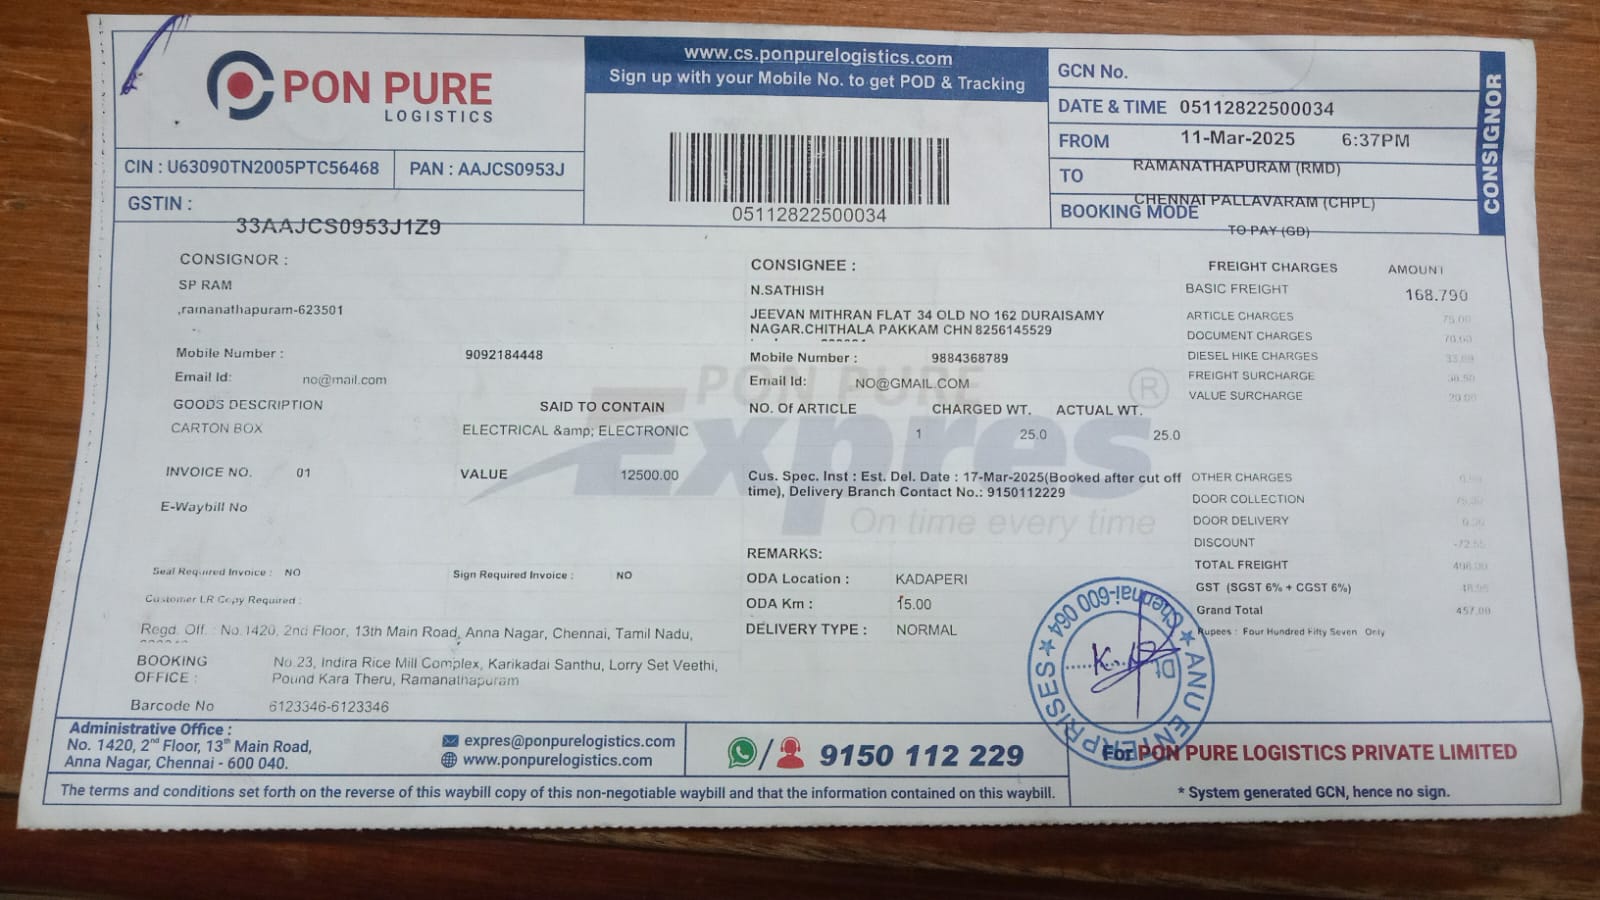 PON PURE
LOGISTICS
www.cs.ponpurelogistics.com
Sign up with your Mobile No. to get POD & Tracking
CIN : U63090TN2005PTC56468
PAN : AAJCS0953J
GSTIN :
33AAJCS0953J1Z9
05112822500034
GCN No.
DATE & TIME 05112822500034
FROM 11-Mar-2025 6:37PM
RAMANATHAPURAM (RMD)
TO
CHENNAI PALLAVARAM (CHPL)
BOOKING MODE
TO PAY (GD)
CONSIGNOR
CONSIGNOR :
SP RAM
,ramanathapuram-623501
Mobile Number : 9092184448
Email Id: no@mail.com
CONSIGNEE :
N.SATHISH
JEEVAN MITHRAN FLAT 34 OLD NO 162 DURAISAMY
NAGAR.CHITHALA PAKKAM CHN 8256145529
Mobile Number : 9884368789
Email Id: NO@GMAIL.COM
GOODS DESCRIPTION SAID TO CONTAIN NO. Of ARTICLE CHARGED WT. ACTUAL WT.
CARTON BOX ELECTRICAL &amp; ELECTRONIC 1 25.0 25.0
INVOICE NO. 01 VALUE 12500.00
E-Waybill No
Cus. Spec. Inst : Est. Del. Date : 17-Mar-2025(Booked after cut off
time), Delivery Branch Contact No.: 9150112229
PON PURE
Expres ®
On time every time
REMARKS:
ODA Location : KADAPERI
ODA Km : 15.00
DELIVERY TYPE : NORMAL
Seal Required Invoice : NO Sign Required Invoice : NO
Customer LR Copy Required :
Regd. Off. : No.1420, 2nd Floor, 13th Main Road, Anna Nagar, Chennai, Tamil Nadu,
BOOKING OFFICE : No.23, Indira Rice Mill Complex, Karikadai Santhu, Lorry Set Veethi,
Pound Kara Theru, Ramanathapuram
Barcode No 6123346-6123346
FREIGHT CHARGES AMOUNT
BASIC FREIGHT 168.790
ARTICLE CHARGES 75.00
DOCUMENT CHARGES
DIESEL HIKE CHARGES
FREIGHT SURCHARGE
VALUE SURCHARGE 20.00
OTHER CHARGES
DOOR COLLECTION
DOOR DELIVERY
DISCOUNT
TOTAL FREIGHT
GST (SGST 6% + CGST 6%)
Grand Total 457.00
Rupees : Four Hundred Fifty Seven Only
ANU ENTERPRISES ★ Chennai-600 064 ★
Administrative Office :
No. 1420, 2nd Floor, 13th Main Road,
Anna Nagar, Chennai - 600 040.
expres@ponpurelogistics.com
www.ponpurelogistics.com
9150 112 229
For PON PURE LOGISTICS PRIVATE LIMITED
The terms and conditions set forth on the reverse of this waybill copy of this non-negotiable waybill and that the information contained on this waybill.
* System generated GCN, hence no sign.